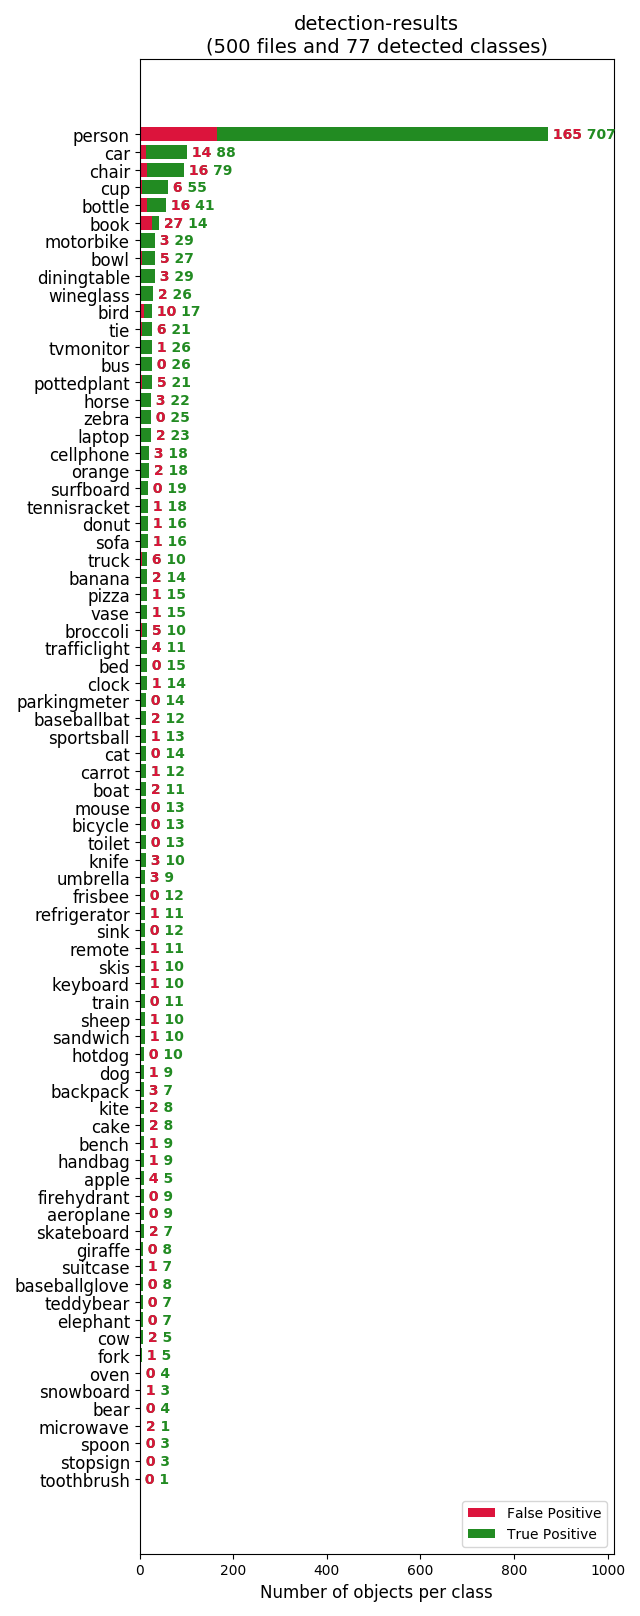 detection-results
(500 files and 77 detected classes)
person 165 707
car 14 88
chair 16 79
cup 6 55
bottle 16 41
book 27 14
motorbike 3 29
bowl 5 27
diningtable 3 29
wineglass 2 26
bird 10 17
tie 6 21
tvmonitor 1 26
bus 0 26
pottedplant 5 21
horse 3 22
zebra 0 25
laptop 2 23
cellphone 3 18
orange 2 18
surfboard 0 19
tennisracket 1 18
donut 1 16
sofa 1 16
truck 6 10
banana 2 14
pizza 1 15
vase 1 15
broccoli 5 10
trafficlight 4 11
bed 0 15
clock 1 14
parkingmeter 0 14
baseballbat 2 12
sportsball 1 13
cat 0 14
carrot 1 12
boat 2 11
mouse 0 13
bicycle 0 13
toilet 0 13
knife 3 10
umbrella 3 9
frisbee 0 12
refrigerator 1 11
sink 0 12
remote 1 11
skis 1 10
keyboard 1 10
train 0 11
sheep 1 10
sandwich 1 10
hotdog 0 10
dog 1 9
backpack 3 7
kite 2 8
cake 2 8
bench 1 9
handbag 1 9
apple 4 5
firehydrant 0 9
aeroplane 0 9
skateboard 2 7
giraffe 0 8
suitcase 1 7
baseballglove 0 8
teddybear 0 7
elephant 0 7
cow 2 5
fork 1 5
oven 0 4
snowboard 1 3
bear 0 4
microwave 2 1
spoon 0 3
stopsign 0 3
toothbrush 0 1
False Positive
True Positive
0 200 400 600 800 1000
Number of objects per class